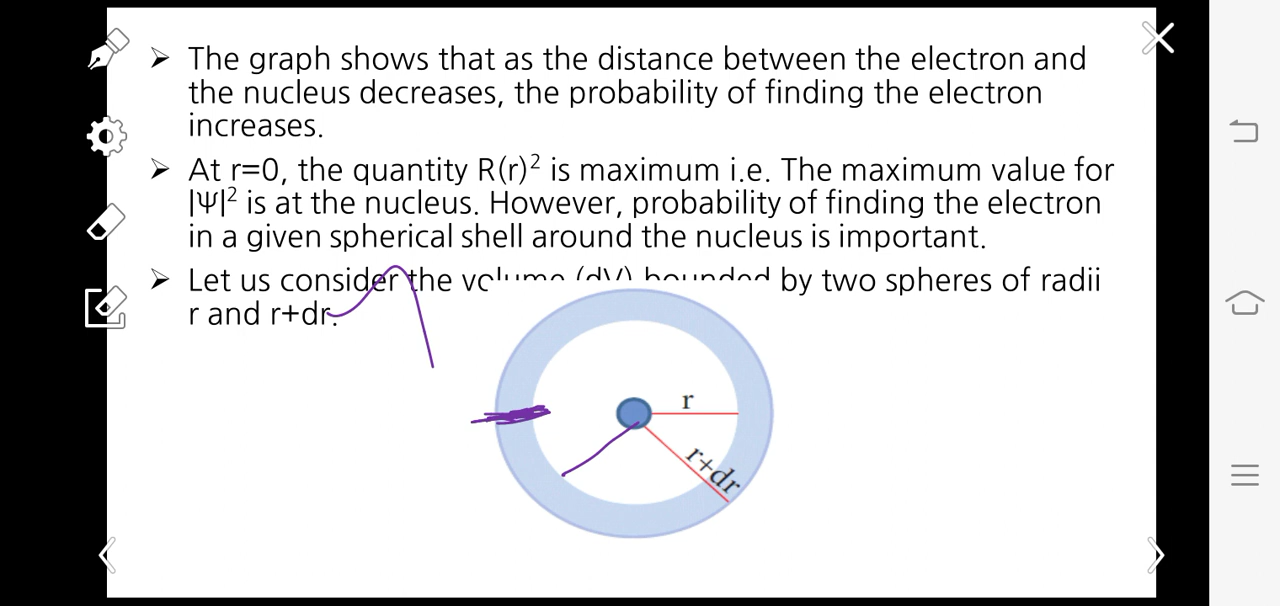 ➢ The graph shows that as the distance between the electron and
the nucleus decreases, the probability of finding the electron
increases.
➢ At r=0, the quantity R(r)² is maximum i.e. The maximum value for
|Ψ|² is at the nucleus. However, probability of finding the electron
in a given spherical shell around the nucleus is important.
➢ Let us consider the volume (dV) bounded by two spheres of radii
r and r+dr.
r
r+dr